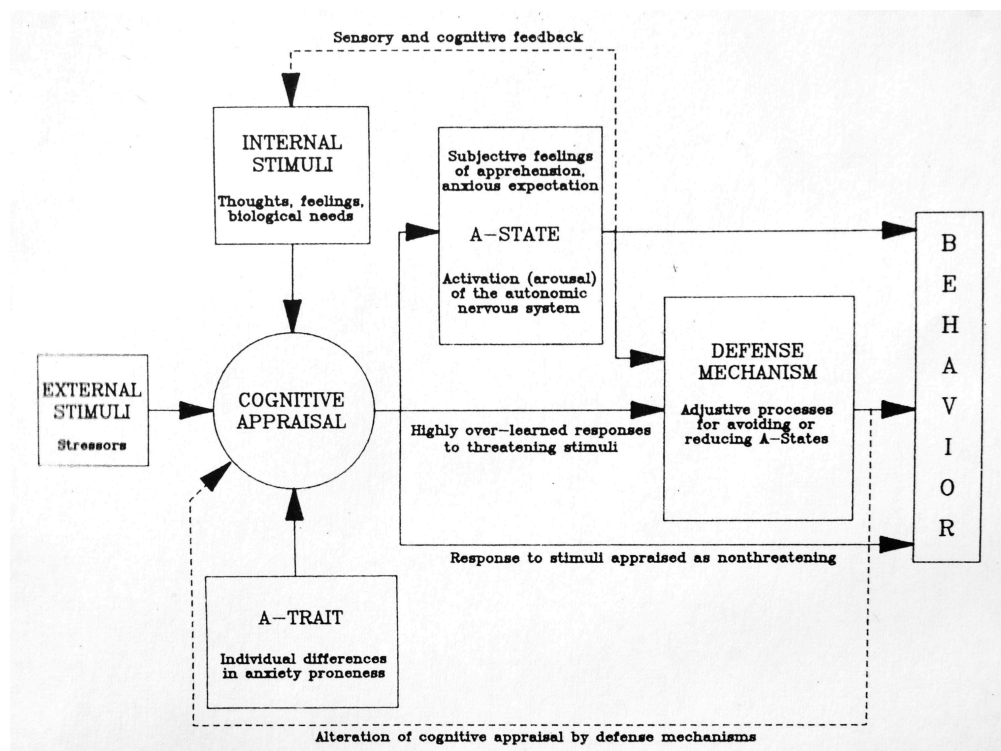 Sensory and cognitive feedback
INTERNAL
STIMULI
Thoughts, feelings,
biological needs
Subjective feelings
of apprehension,
anxious expectation
A-STATE
Activation (arousal)
of the autonomic
nervous system
EXTERNAL
STIMULI
Stressors
COGNITIVE
APPRAISAL
Highly over-learned responses
to threatening stimuli
DEFENSE
MECHANISM
Adjustive processes
for avoiding or
reducing A-States
B
E
H
A
V
I
O
R
Response to stimuli appraised as nonthreatening
A-TRAIT
Individual differences
in anxiety proneness
Alteration of cognitive appraisal by defense mechanisms